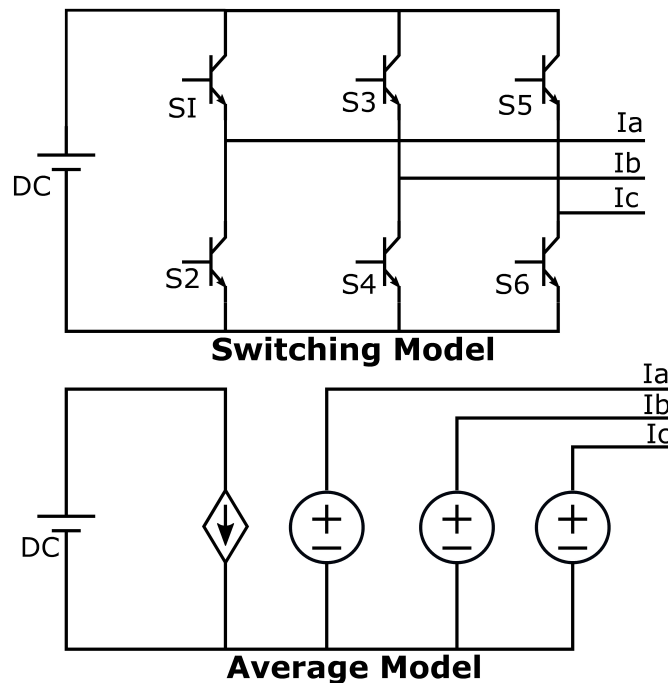 SI
S3
S5
Ia
Ib
Ic
DC
S2
S4
S6
Switching Model
Ia
Ib
Ic
DC
Average Model